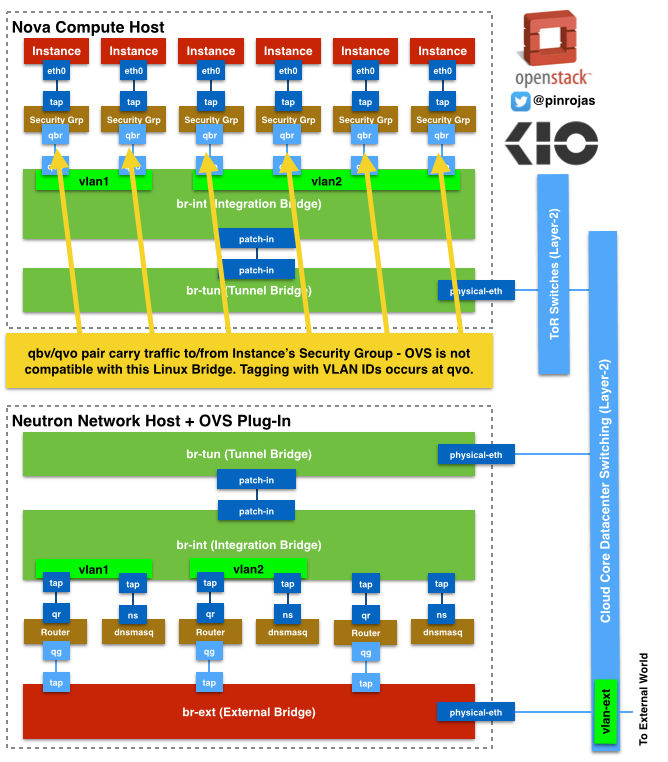 Nova Compute Host
Instance Instance Instance Instance Instance Instance
eth0 eth0 eth0 eth0 eth0 eth0
tap tap tap tap tap tap
Security Grp Security Grp Security Grp Security Grp Security Grp Security Grp
qbr qbr qbr qbr qbr qbr
vlan1 vlan2
br-int (Integration Bridge)
patch-in
patch-in
br-tun (Tunnel Bridge)
physical-eth
qbv/qvo pair carry traffic to/from Instance's Security Group - OVS is not
compatible with this Linux Bridge. Tagging with VLAN IDs occurs at qvo.
openstack™
@pinrojas
KIO
ToR Switches (Layer-2)
Cloud Core Datacenter Switching (Layer-2)
Neutron Network Host + OVS Plug-In
br-tun (Tunnel Bridge)
physical-eth
patch-in
patch-in
br-int (Integration Bridge)
vlan1 vlan2
tap tap tap tap tap tap
qr ns qr ns qr ns
Router dnsmasq Router dnsmasq Router dnsmasq
qg qg qg
tap tap tap
br-ext (External Bridge)
physical-eth
vlan-ext
To External World